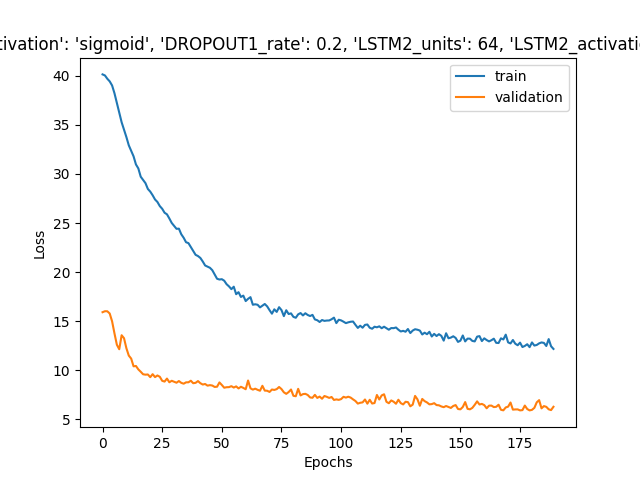 tivation': 'sigmoid', 'DROPOUT1_rate': 0.2, 'LSTM2_units': 64, 'LSTM2_activatio
train
validation
40
35
30
25
20
15
10
5
Loss
0 25 50 75 100 125 150 175
Epochs